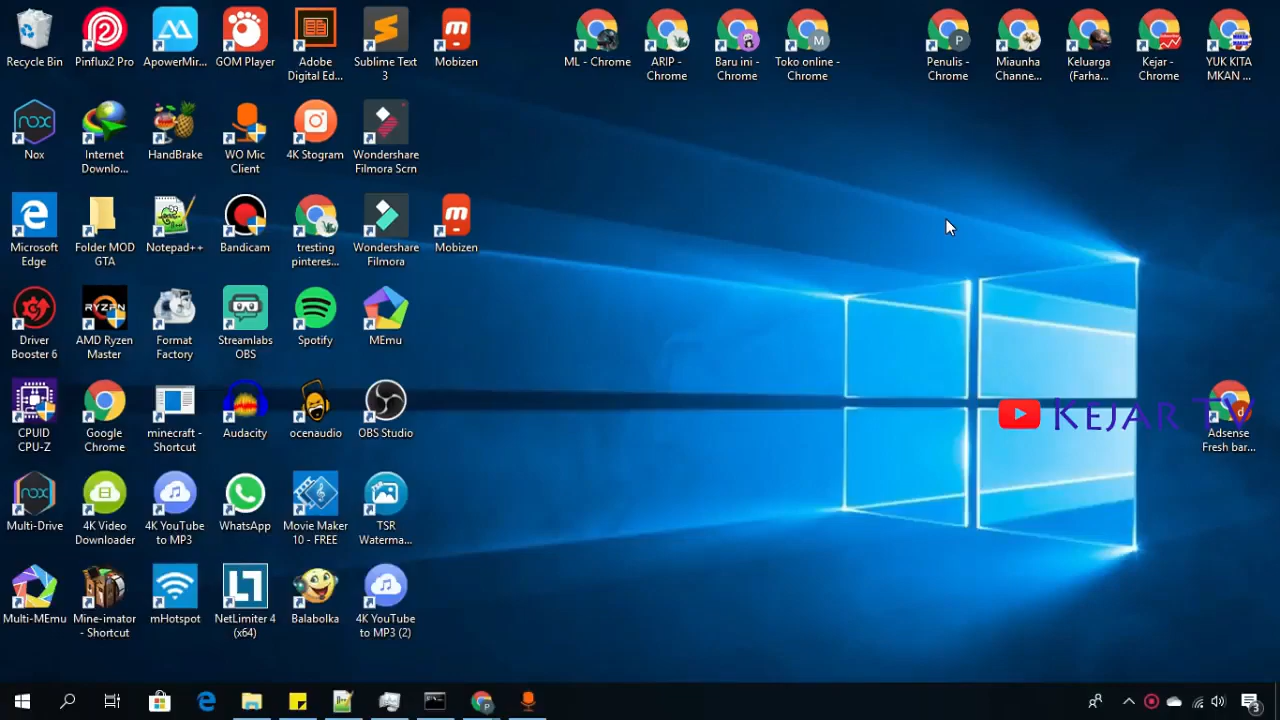 Recycle Bin
Pinflux2 Pro
ApowerMir...
GOM Player
Adobe
Digital Ed...
Sublime Text
3
Mobizen
ML - Chrome
ARIP -
Chrome
Baru ini -
Chrome
Toko online -
Chrome
Penulis -
Chrome
Miaunha
Channe...
Keluarga
(Farha...
Kejar -
Chrome
YUK KITA
MKAN ...
Nox
Internet
Downlo...
HandBrake
WO Mic
Client
4K Stogram
Wondershare
Filmora Scrn
Microsoft
Edge
Folder MOD
GTA
Notepad++
Bandicam
tresting
pinteres...
Wondershare
Filmora
Mobizen
Driver
Booster 6
AMD Ryzen
Master
Format
Factory
Streamlabs
OBS
Spotify
MEmu
CPUID
CPU-Z
Google
Chrome
minecraft -
Shortcut
Audacity
ocenaudio
OBS Studio
KEJAR TV
Adsense
Fresh bar...
Multi-Drive
4K Video
Downloader
4K YouTube
to MP3
WhatsApp
Movie Maker
10 - FREE
TSR
Waterma...
Multi-MEmu
Mine-imator
- Shortcut
mHotspot
NetLimiter 4
(x64)
Balabolka
4K YouTube
to MP3 (2)